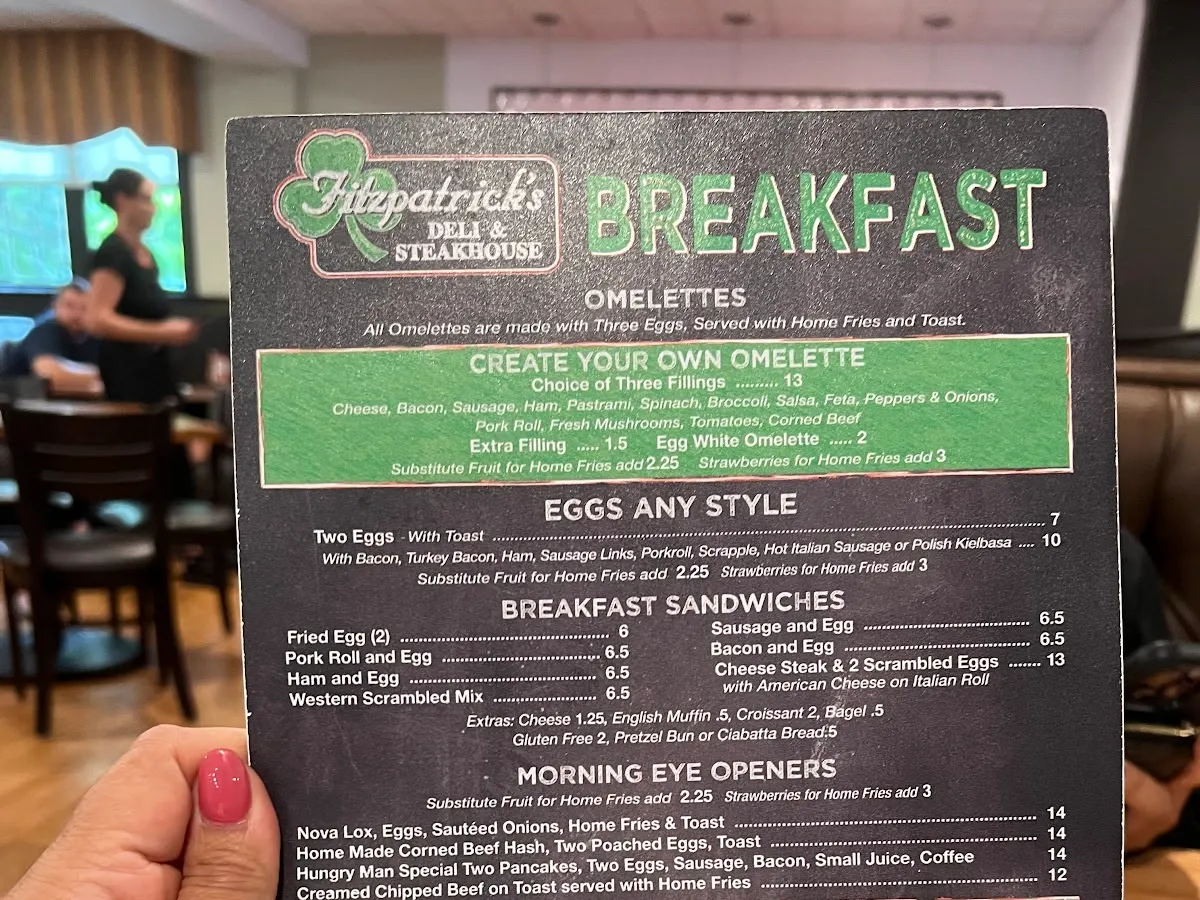 Fitzpatrick's
DELI &
STEAKHOUSE
BREAKFAST
OMELETTES
All Omelettes are made with Three Eggs, Served with Home Fries and Toast.
CREATE YOUR OWN OMELETTE
Choice of Three Fillings ......... 13
Cheese, Bacon, Sausage, Ham, Pastrami, Spinach, Broccoli, Salsa, Feta, Peppers & Onions,
Pork Roll, Fresh Mushrooms, Tomatoes, Corned Beef
Extra Filling ..... 1.5 Egg White Omelette ..... 2
Substitute Fruit for Home Fries add 2.25 Strawberries for Home Fries add 3
EGGS ANY STYLE
Two Eggs - With Toast ........ 7
With Bacon, Turkey Bacon, Ham, Sausage Links, Porkroll, Scrapple, Hot Italian Sausage or Polish Kielbasa .... 10
Substitute Fruit for Home Fries add 2.25 Strawberries for Home Fries add 3
BREAKFAST SANDWICHES
Fried Egg (2) ........ 6
Pork Roll and Egg ........ 6.5
Ham and Egg ........ 6.5
Western Scrambled Mix ........ 6.5
Sausage and Egg ........ 6.5
Bacon and Egg ........ 6.5
Cheese Steak & 2 Scrambled Eggs ....... 13
with American Cheese on Italian Roll
Extras: Cheese 1.25, English Muffin .5, Croissant 2, Bagel .5
Gluten Free 2, Pretzel Bun or Ciabatta Bread.5
MORNING EYE OPENERS
Substitute Fruit for Home Fries add 2.25 Strawberries for Home Fries add 3
Nova Lox, Eggs, Sautéed Onions, Home Fries & Toast ........ 14
Home Made Corned Beef Hash, Two Poached Eggs, Toast ........ 14
Hungry Man Special Two Pancakes, Two Eggs, Sausage, Bacon, Small Juice, Coffee 14
Creamed Chipped Beef on Toast served with Home Fries ........ 12